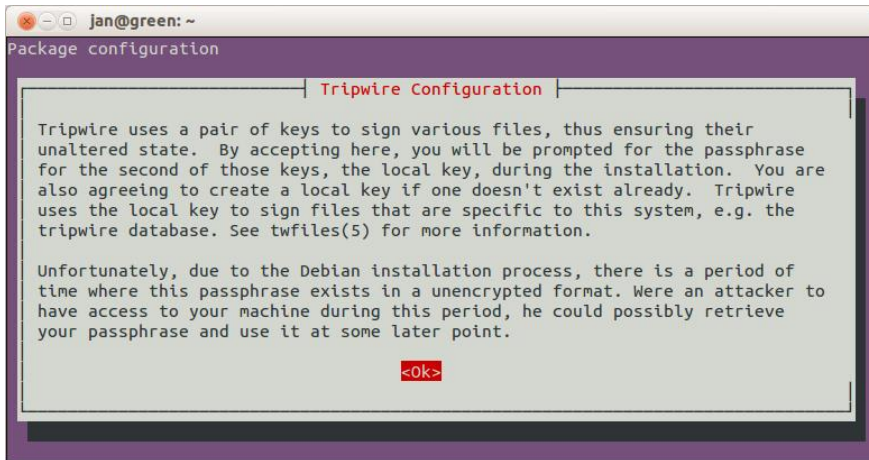 jan@green: ~
Package configuration
Tripwire Configuration
Tripwire uses a pair of keys to sign various files, thus ensuring their
unaltered state.  By accepting here, you will be prompted for the passphrase
for the second of those keys, the local key, during the installation.  You are
also agreeing to create a local key if one doesn't exist already.  Tripwire
uses the local key to sign files that are specific to this system, e.g. the
tripwire database. See twfiles(5) for more information.
Unfortunately, due to the Debian installation process, there is a period of
time where this passphrase exists in a unencrypted format. Were an attacker to
have access to your machine during this period, he could possibly retrieve
your passphrase and use it at some later point.
<Ok>